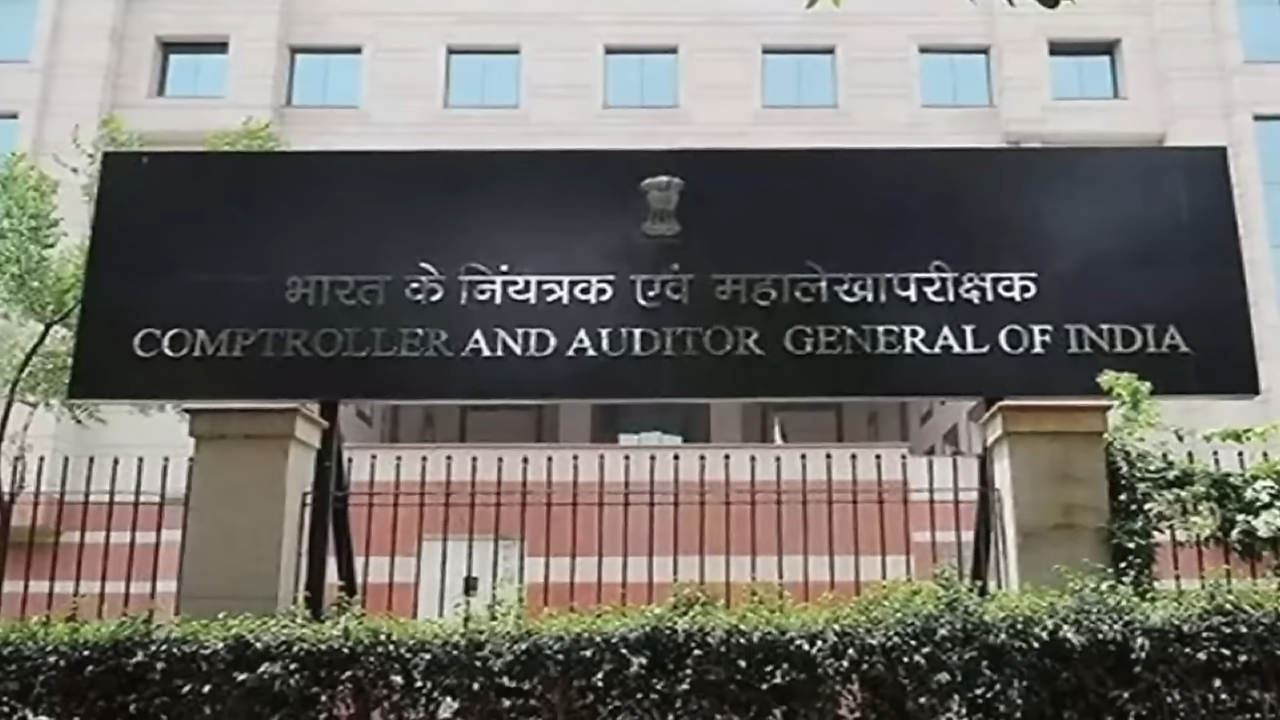 भारत के नियंत्रक एवं महालेखापरीक्षक
COMPTROLLER AND AUDITOR GENERAL OF INDIA